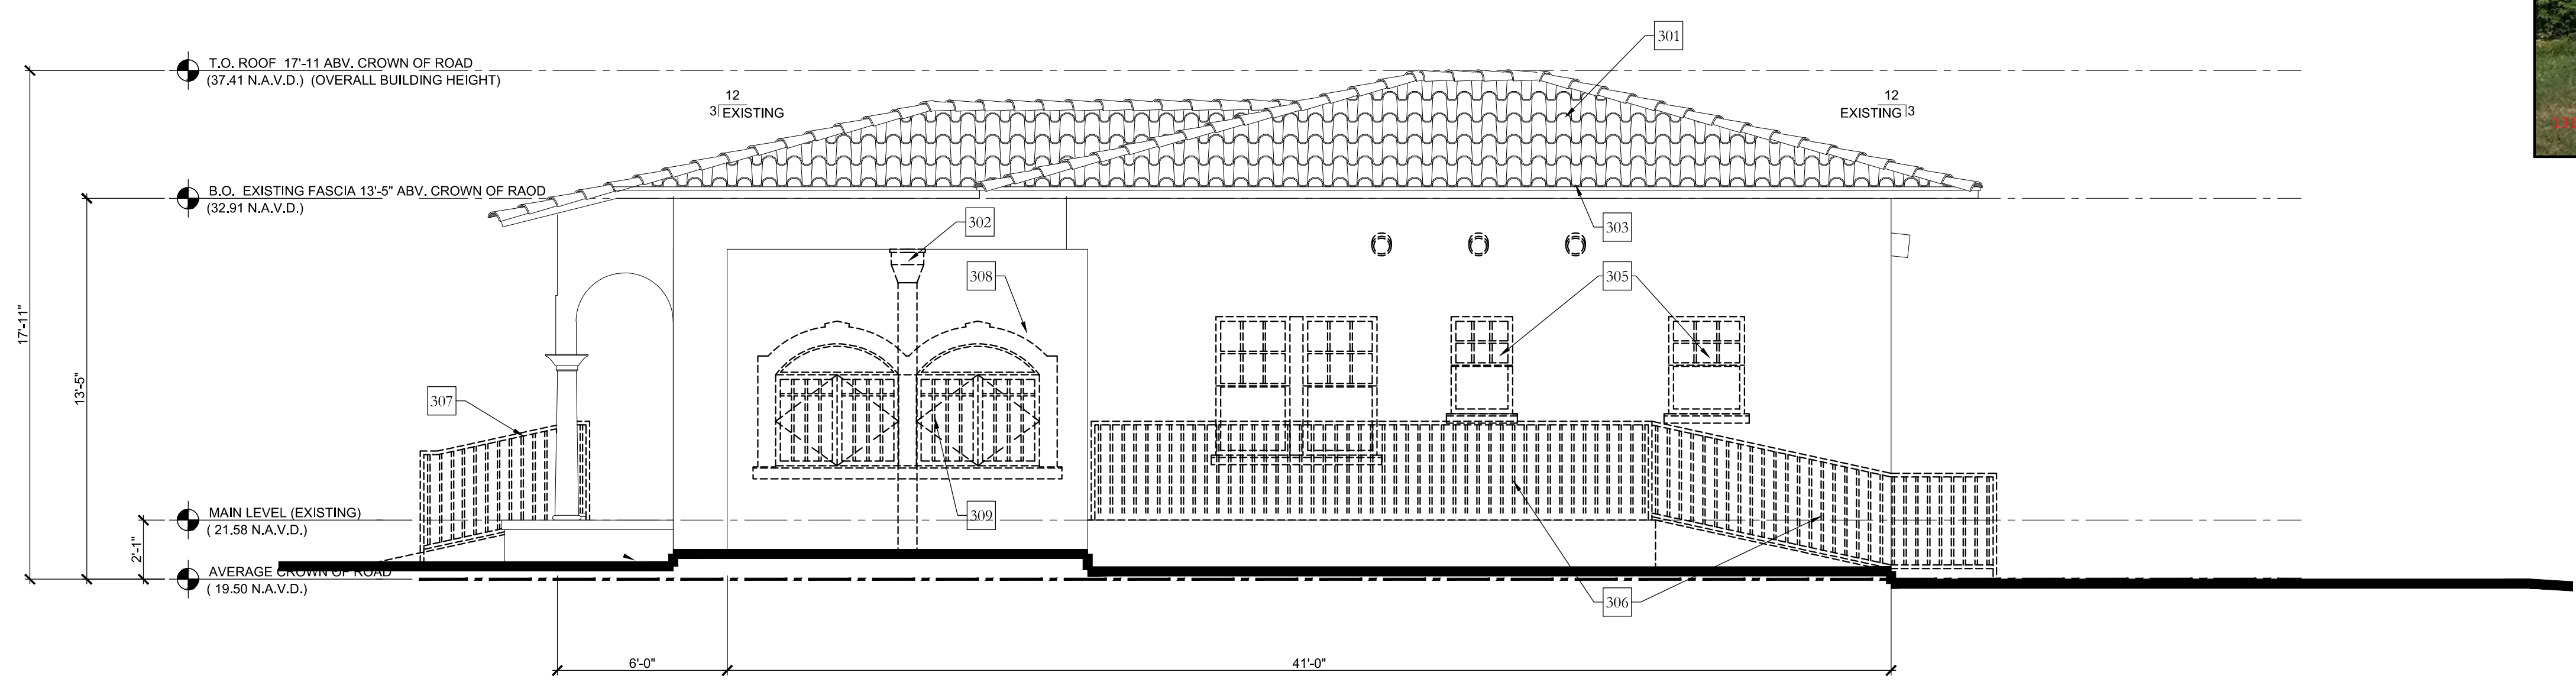 301
T.O. ROOF 17'-11 ABV. CROWN OF ROAD
(37.41 N.A.V.D.) (OVERALL BUILDING HEIGHT)
12
3 EXISTING
12
EXISTING 3
B.O. EXISTING FASCIA 13'-5" ABV. CROWN OF RAOD
(32.91 N.A.V.D.)
302
303
308
305
17'-11"
13'-5"
307
MAIN LEVEL (EXISTING)
( 21.58 N.A.V.D.)
309
2'-1"
AVERAGE CROWN OF ROAD
( 19.50 N.A.V.D.)
306
6'-0"
41'-0"